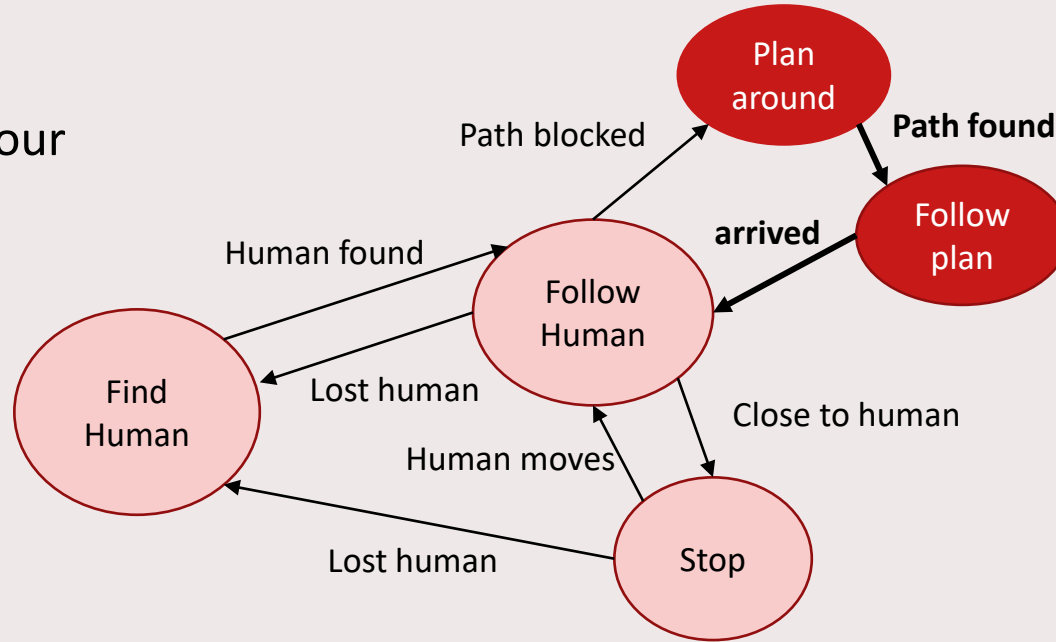 our
Plan
around
Path blocked
Path found
Follow
plan
arrived
Human found
Follow
Human
Lost human
Find
Human
Close to human
Human moves
Lost human
Stop